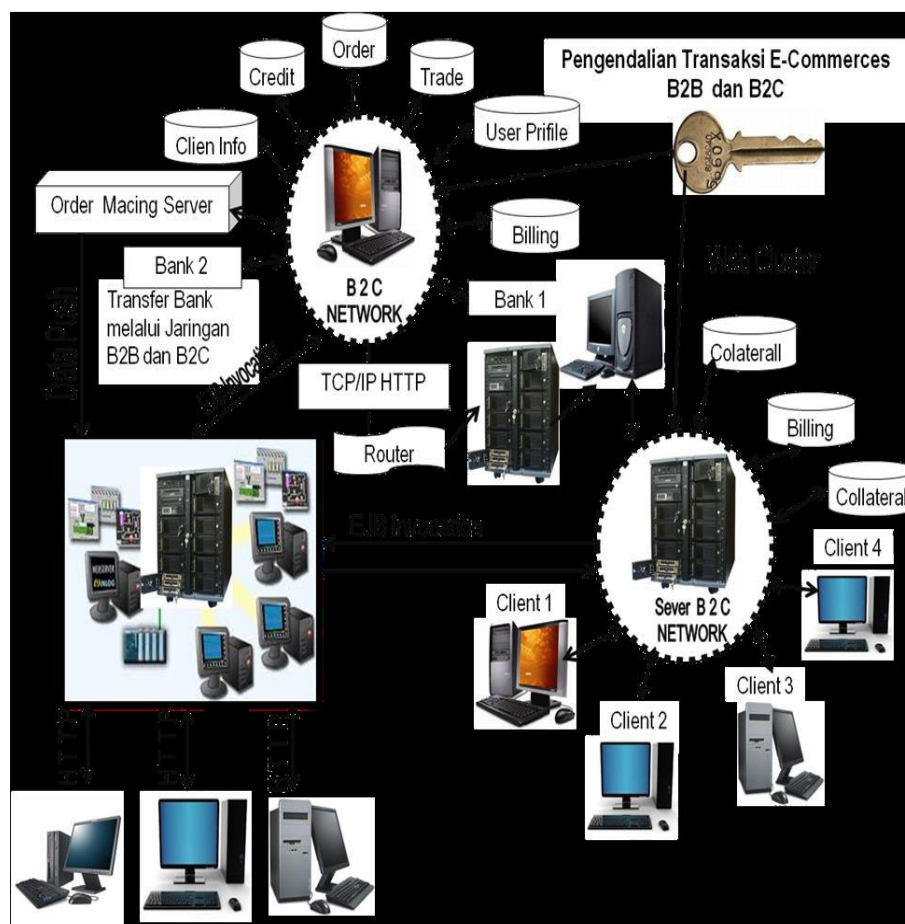 Order
Credit
Trade
Clien Info
User Prifile
Pengendalian Transaksi E-Commerces
B2B dan B2C
Order Macing Server
Billing
Bank 2
Transfer Bank
melalui Jaringan
B2B dan B2C
B 2 C
NETWORK
Bank 1
Web Cluster
Data Push
Invocation
TCP/IP HTTP
Router
Colaterall
Billing
Collateral
EJB Invocation
Client 4
Client 1
Sever B 2 C
NETWORK
Client 3
Client 2
HTTP
HTTP
HTTP